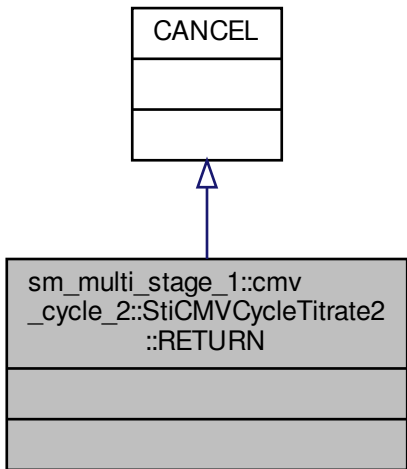 CANCEL
sm_multi_stage_1::cmv
_cycle_2::StiCMVCycleTitrate2
::RETURN